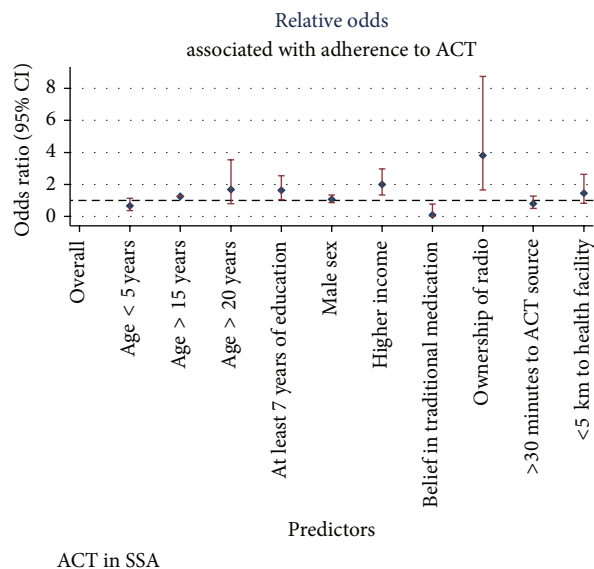 Relative odds
associated with adherence to ACT
Odds ratio (95% CI)
8
6
4
2
0
Overall
Age < 5 years
Age > 15 years
Age > 20 years
At least 7 years of education
Male sex
Higher income
Belief in traditional medication
Ownership of radio
>30 minutes to ACT source
<5 km to health facility
Predictors
ACT in SSA